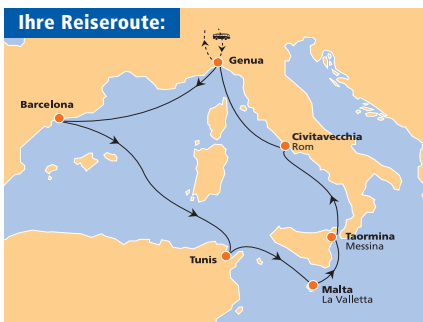 Ihre Reiseroute:
Genua
Barcelona
Civitavecchia
Rom
Taormina
Messina
Tunis
Malta
La Valletta